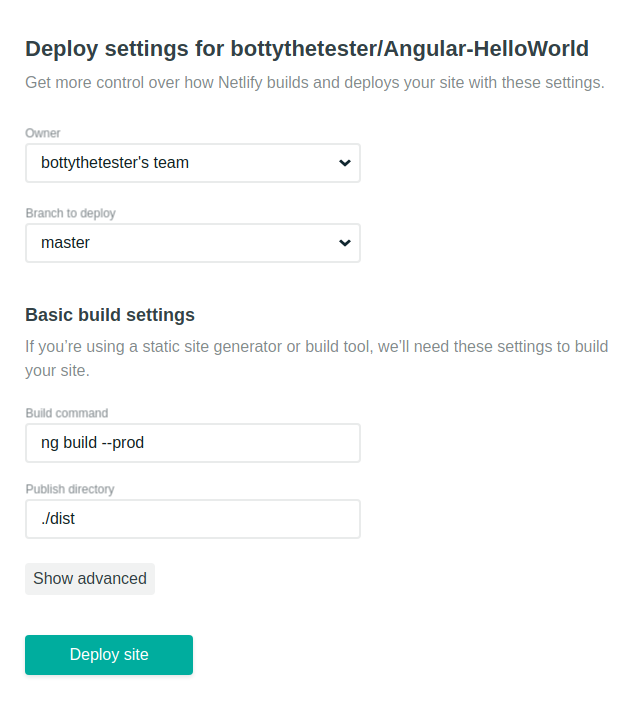 Deploy settings for bottythetester/Angular-HelloWorld
Get more control over how Netlify builds and deploys your site with these settings.
Owner
bottythetester's team
Branch to deploy
master
Basic build settings
If you’re using a static site generator or build tool, we’ll need these settings to build
your site.
Build command
ng build --prod
Publish directory
./dist
Show advanced
Deploy site